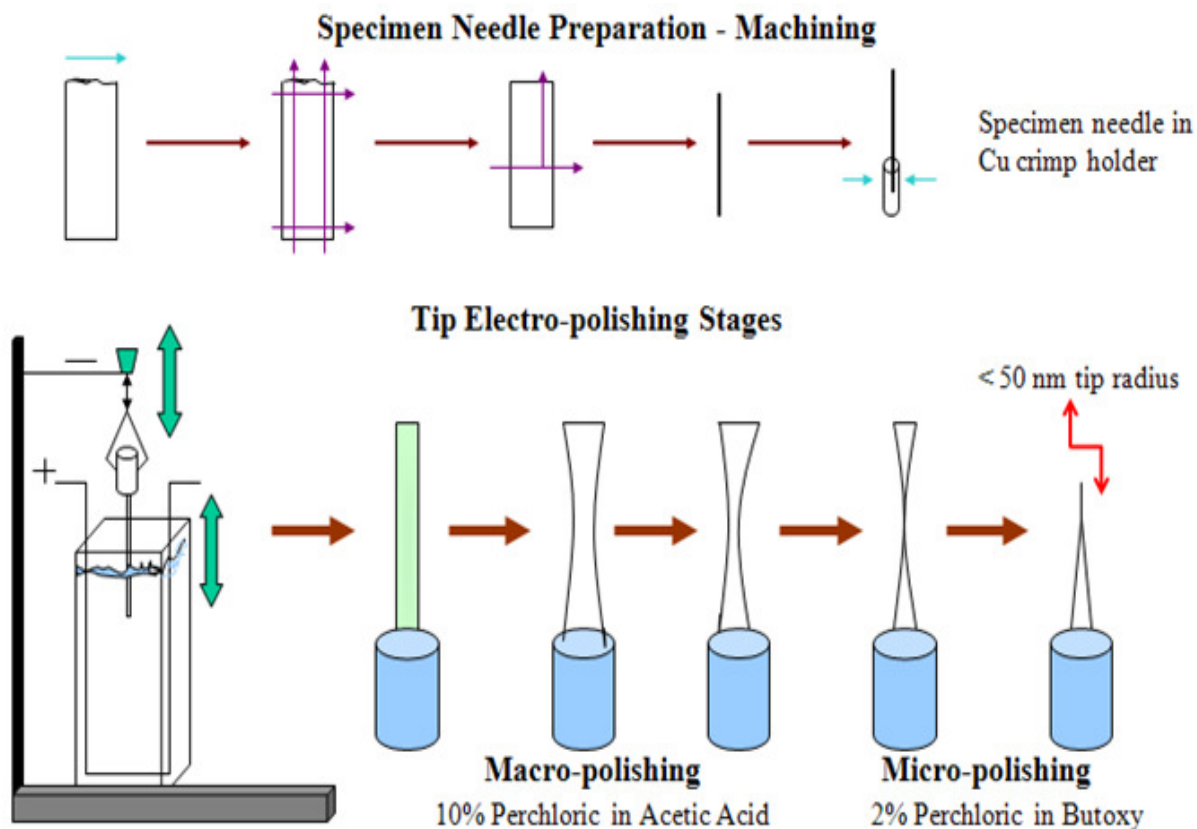 Specimen Needle Preparation - Machining
Specimen needle in
Cu crimp holder
Tip Electro-polishing Stages
< 50 nm tip radius
—
+
Macro-polishing
10% Perchloric in Acetic Acid
Micro-polishing
2% Perchloric in Butoxy